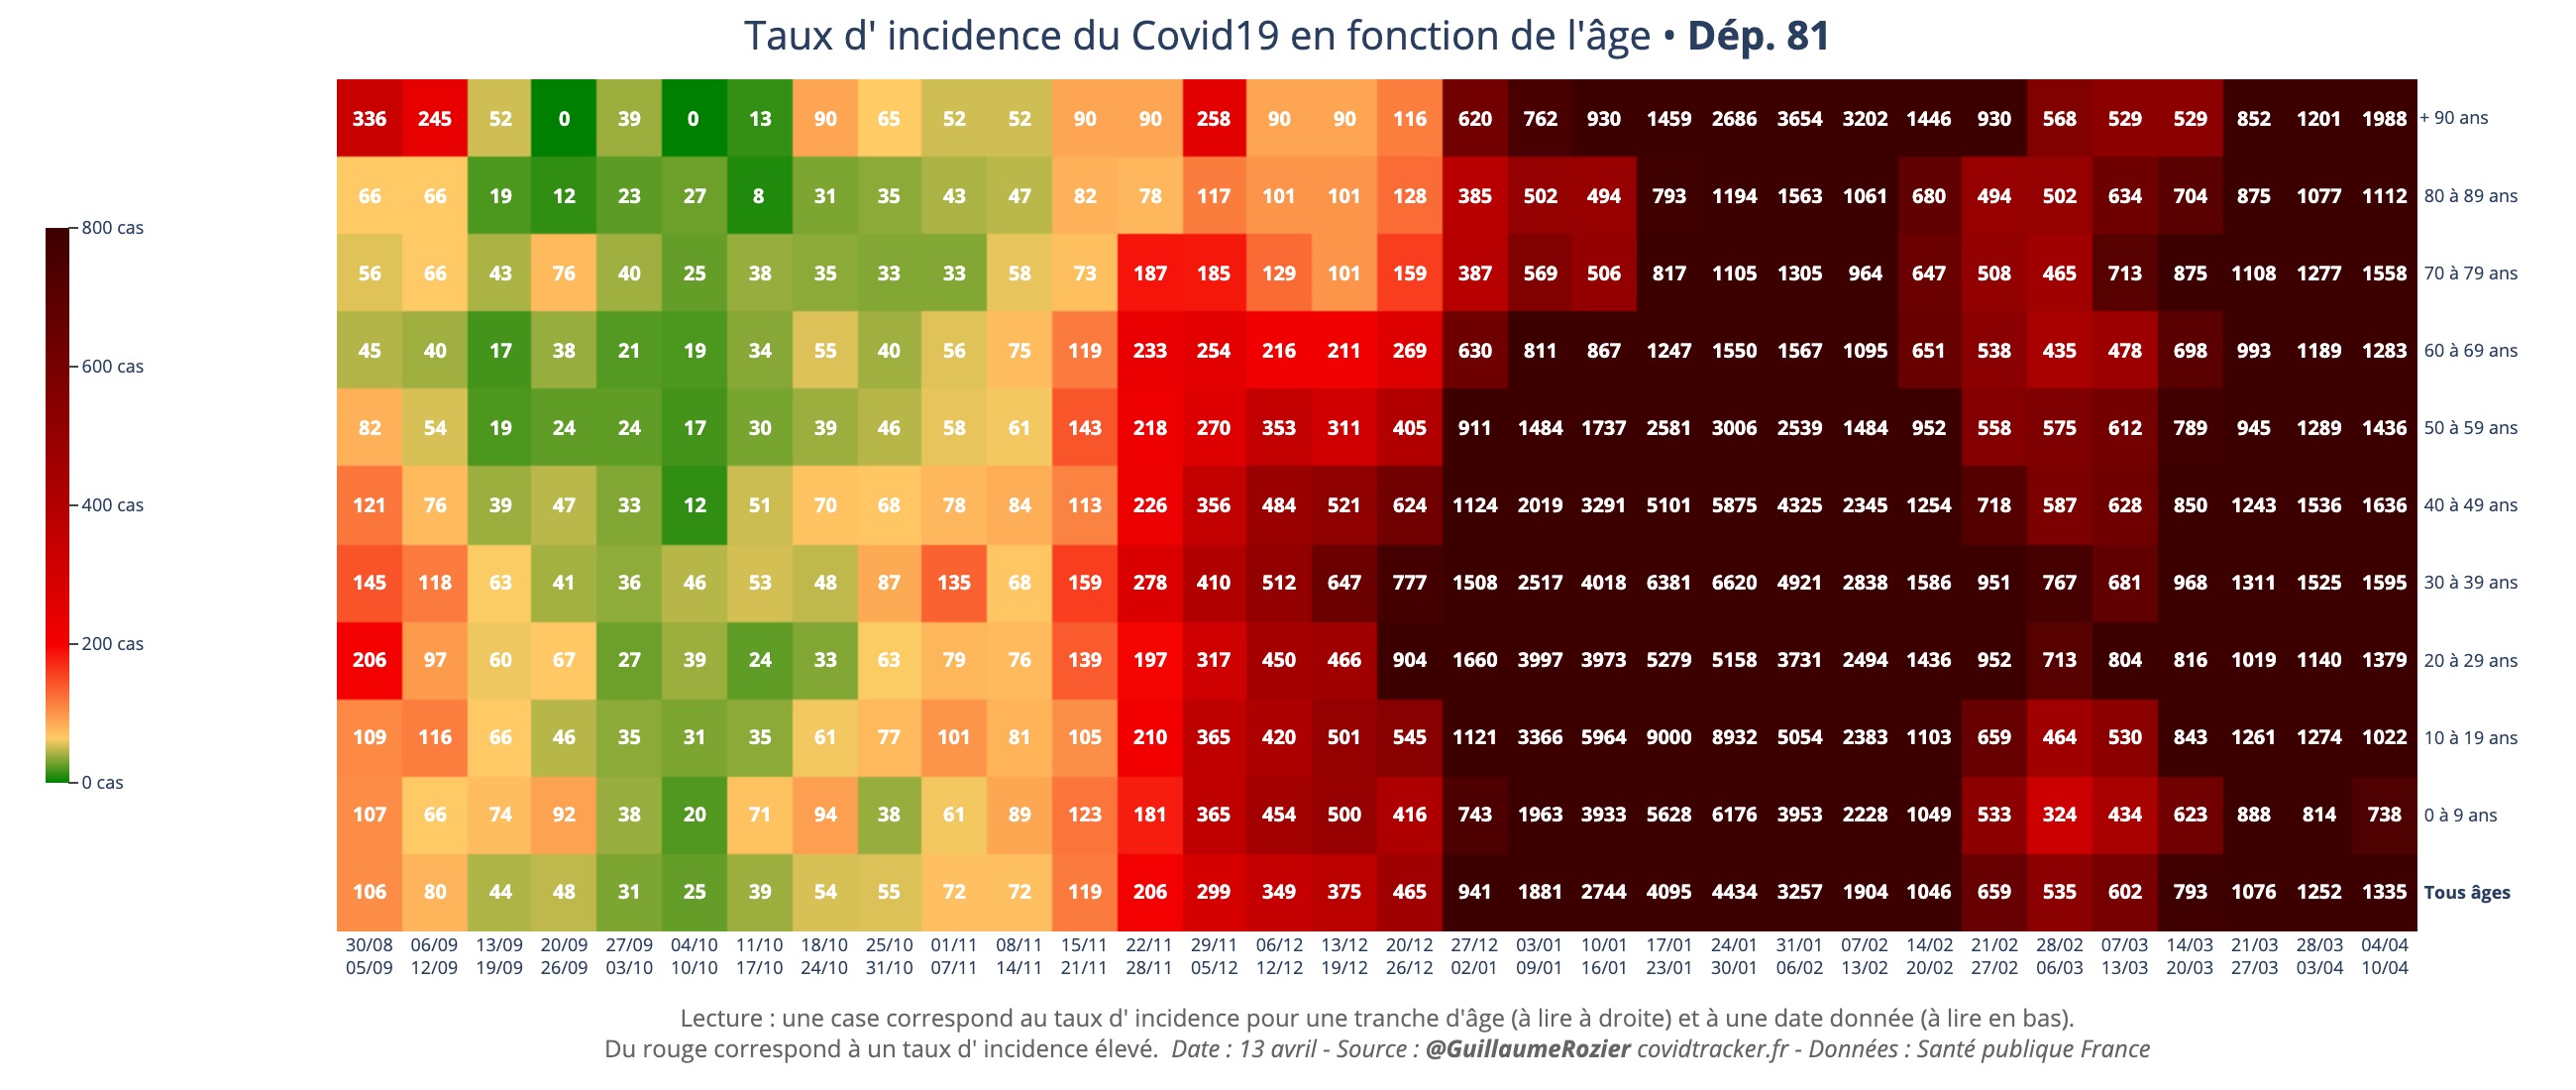 Taux d' incidence du Covid19 en fonction de l'âge • Dép. 81
336 245 52 0 39 0 13 90 65 52 52 90 90 258 90 90 116 620 762 930 1459 2686 3654 3202 1446 930 568 529 529 852 1201 1988 + 90 ans
66 66 19 12 23 27 8 31 35 43 47 82 78 117 101 101 128 385 502 494 793 1194 1563 1061 680 494 502 634 704 875 1077 1112 80 à 89 ans
800 cas
56 66 43 76 40 25 38 35 33 33 58 73 187 185 129 101 159 387 569 506 817 1105 1305 964 647 508 465 713 875 1108 1277 1558 70 à 79 ans
45 40 17 38 21 19 34 55 40 56 75 119 233 254 216 211 269 630 811 867 1247 1550 1567 1095 651 538 435 478 698 993 1189 1283 60 à 69 ans
600 cas
82 54 19 24 24 17 30 39 46 58 61 143 218 270 353 311 405 911 1484 1737 2581 3006 2539 1484 952 558 575 612 789 945 1289 1436 50 à 59 ans
400 cas
121 76 39 47 33 12 51 70 68 78 84 113 226 356 484 521 624 1124 2019 3291 5101 5875 4325 2345 1254 718 587 628 850 1243 1536 1636 40 à 49 ans
145 118 63 41 36 46 53 48 87 135 68 159 278 410 512 647 777 1508 2517 4018 6381 6620 4921 2838 1586 951 767 681 968 1311 1525 1595 30 à 39 ans
200 cas
206 97 60 67 27 39 24 33 63 79 76 139 197 317 450 466 904 1660 3997 3973 5279 5158 3731 2494 1436 952 713 804 816 1019 1140 1379 20 à 29 ans
109 116 66 46 35 31 35 61 77 101 81 105 210 365 420 501 545 1121 3366 5964 9000 8932 5054 2383 1103 659 464 530 843 1261 1274 1022 10 à 19 ans
0 cas
107 66 74 92 38 20 71 94 38 61 89 123 181 365 454 500 416 743 1963 3933 5628 6176 3953 2228 1049 533 324 434 623 888 814 738 0 à 9 ans
106 80 44 48 31 25 39 54 55 72 72 119 206 299 349 375 465 941 1881 2744 4095 4434 3257 1904 1046 659 535 602 793 1076 1252 1335 Tous âges
30/08 06/09 13/09 20/09 27/09 04/10 11/10 18/10 25/10 01/11 08/11 15/11 22/11 29/11 06/12 13/12 20/12 27/12 03/01 10/01 17/01 24/01 31/01 07/02 14/02 21/02 28/02 07/03 14/03 21/03 28/03 04/04
05/09 12/09 19/09 26/09 03/10 10/10 17/10 24/10 31/10 07/11 14/11 21/11 28/11 05/12 12/12 19/12 26/12 02/01 09/01 16/01 23/01 30/01 06/02 13/02 20/02 27/02 06/03 13/03 20/03 27/03 03/04 10/04
Lecture : une case correspond au taux d' incidence pour une tranche d'âge (à lire à droite) et à une date donnée (à lire en bas).
Du rouge correspond à un taux d' incidence élevé. Date : 13 avril - Source : @GuillaumeRozier covidtracker.fr - Données : Santé publique France